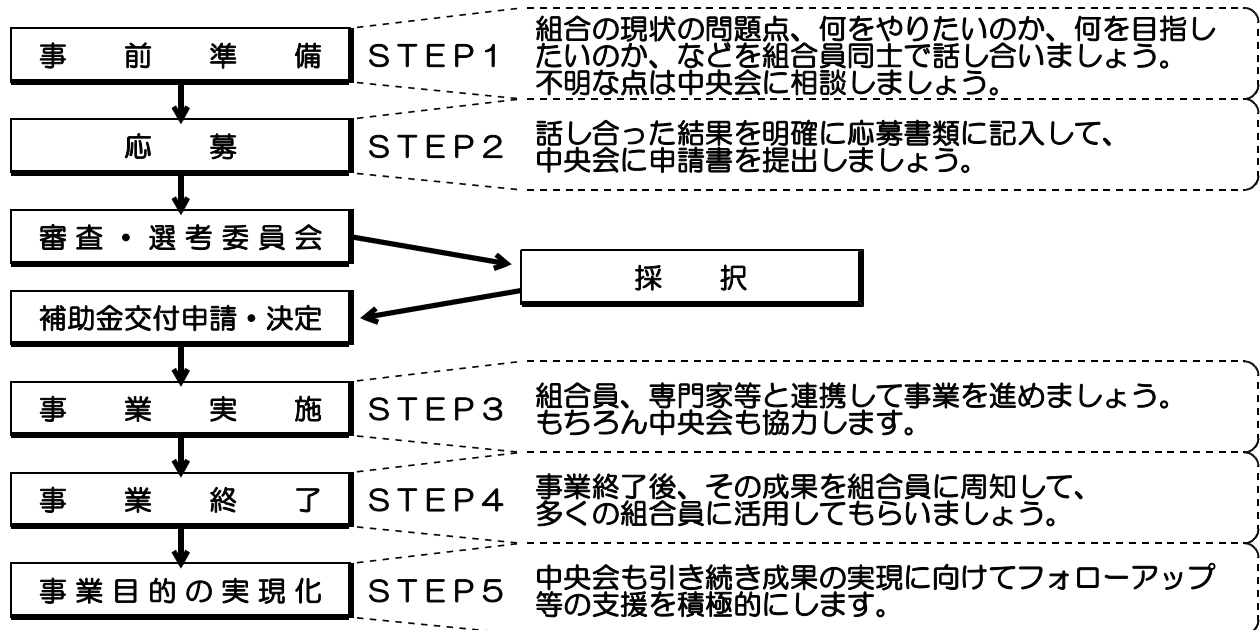 事前準備
STEP1
組合の現状の問題点、何をやりたいのか、何を目指し
たいのか、などを組合員同士で話し合いましょう。
不明な点は中央会に相談しましょう。
応募
STEP2
話し合った結果を明確に応募書類に記入して、
中央会に申請書を提出しましょう。
審査・選考委員会
採択
補助金交付申請・決定
事業実施
STEP3
組合員、専門家等と連携して事業を進めましょう。
もちろん中央会も協力します。
事業終了
STEP4
事業終了後、その成果を組合員に周知して、
多くの組合員に活用してもらいましょう。
事業目的の実現化
STEP5
中央会も引き続き成果の実現に向けてフォローアップ
等の支援を積極的にします。